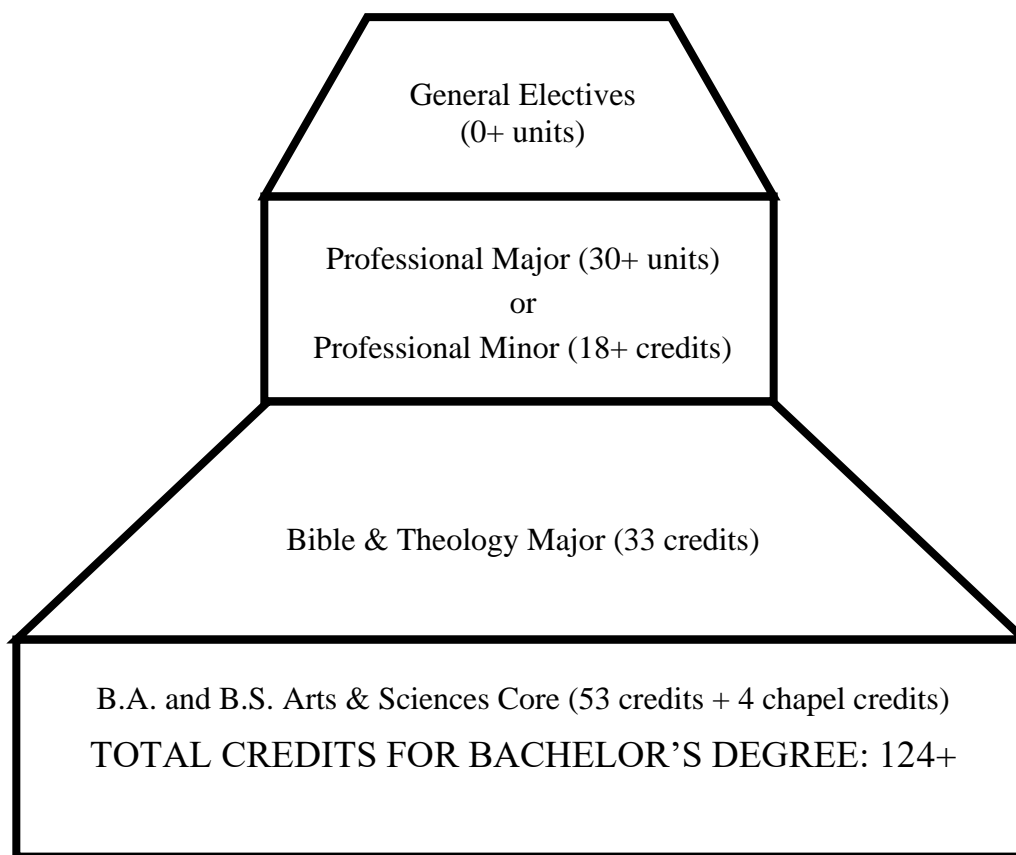 General Electives
(0+ units)
Professional Major (30+ units)
or
Professional Minor (18+ credits)
Bible & Theology Major (33 credits)
B.A. and B.S. Arts & Sciences Core (53 credits + 4 chapel credits)
TOTAL CREDITS FOR BACHELOR’S DEGREE: 124+